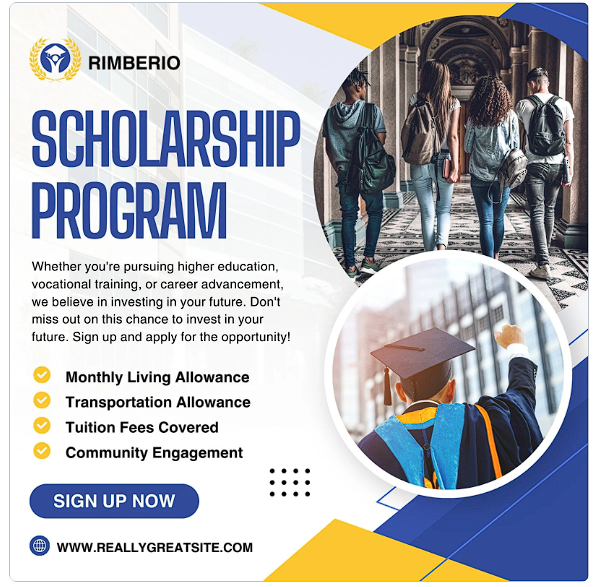 RIMBERIO
SCHOLARSHIP
PROGRAM
Whether you're pursuing higher education,
vocational training, or career advancement,
we believe in investing in your future. Don't
miss out on this chance to invest in your
future. Sign up and apply for the opportunity!
Monthly Living Allowance
Transportation Allowance
Tuition Fees Covered
Community Engagement
SIGN UP NOW
WWW.REALLYGREATSITE.COM